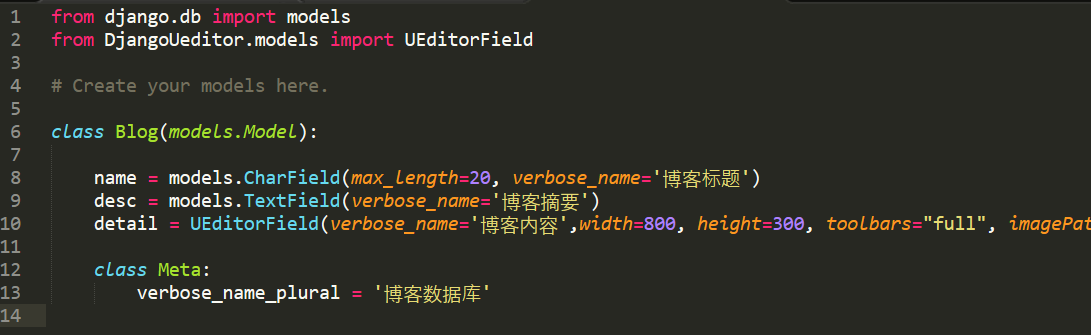 1 from django.db import models
2 from DjangoUeditor.models import UEditorField
3
4 # Create your models here.
5
6 class Blog(models.Model):
7
8 name = models.CharField(max_length=20, verbose_name='博客标题')
9 desc = models.TextField(verbose_name='博客摘要')
10 detail = UEditorField(verbose_name='博客内容',width=800, height=300, toolbars="full", imagePat
11
12 class Meta:
13 verbose_name_plural = '博客数据库'
14